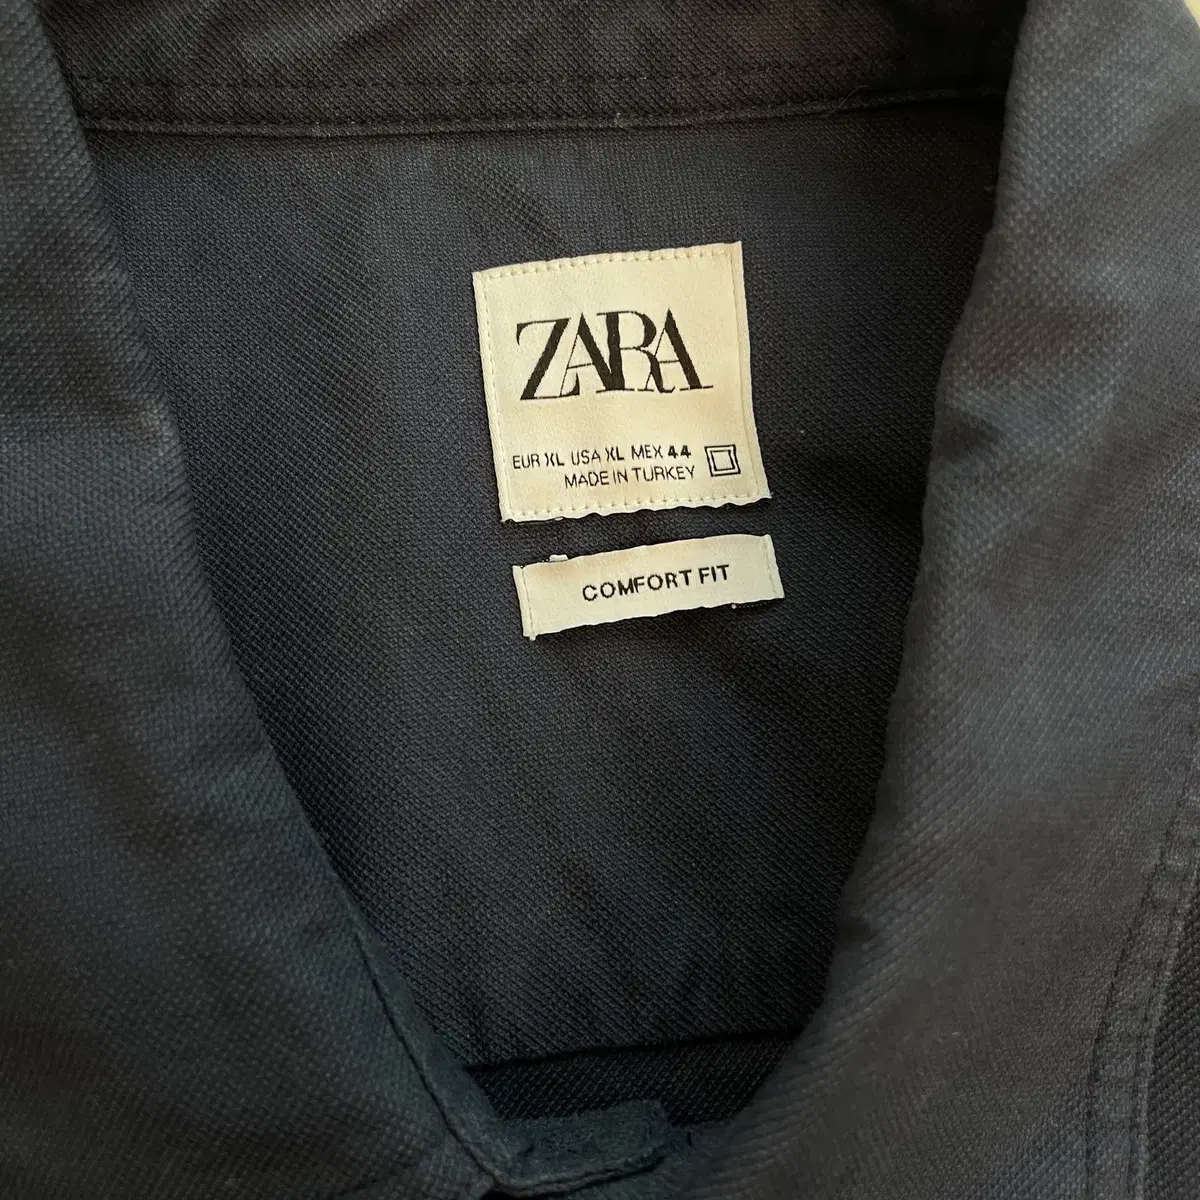 ZARA
EUR XL USA XL MEX 44
MADE IN TURKEY
COMFORT FIT